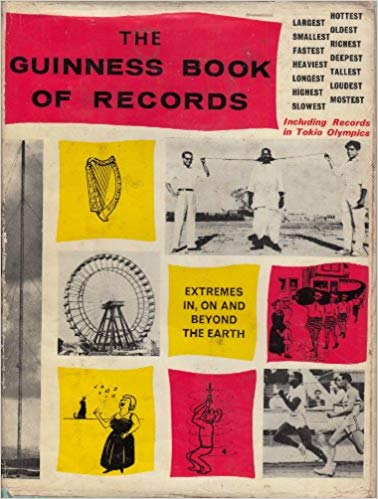 THE
GUINNESS BOOK
OF RECORDS
LARGEST
SMALLEST
FASTEST
HEAVIEST
LONGEST
HIGHEST
SLOWEST
HOTTEST
OLDEST
RICHEST
DEEPEST
TALLEST
LOUDEST
MOSTEST
Including Records
in Tokio Olympics
EXTREMES
IN, ON AND
BEYOND
THE EARTH